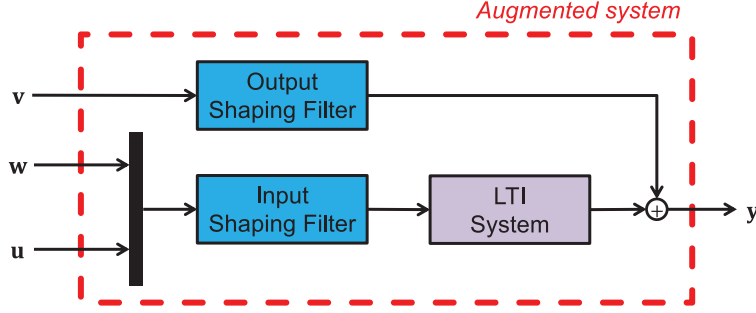 Augmented system
v
Output
Shaping Filter
w
u
Input
Shaping Filter
LTI
System
+
y